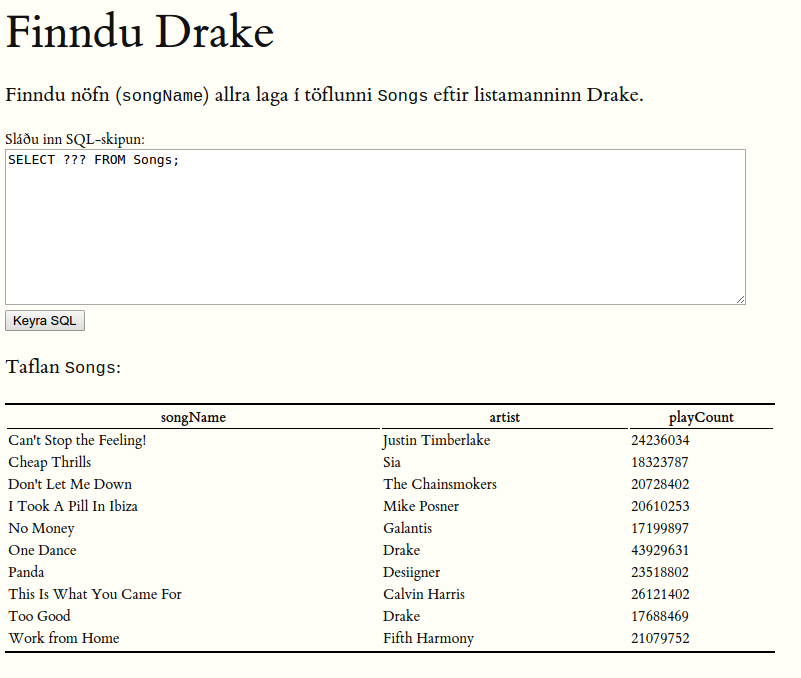 Finndu Drake
Finndu nöfn (songName) allra laga í töflunni Songs eftir listamanninn Drake.
Sláðu inn SQL-skipun:
SELECT ??? FROM Songs;
Keyra SQL
Taflan Songs:
songName artist playCount
Can't Stop the Feeling! Justin Timberlake 24236034
Cheap Thrills Sia 18323787
Don't Let Me Down The Chainsmokers 20728402
I Took A Pill In Ibiza Mike Posner 20610253
No Money Galantis 17199897
One Dance Drake 43929631
Panda Desiigner 23518802
This Is What You Came For Calvin Harris 26121402
Too Good Drake 17688469
Work from Home Fifth Harmony 21079752